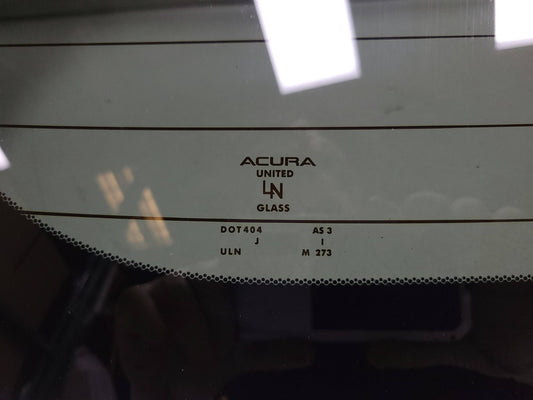 ACURA
UNITED
LN
GLASS
DOT404 AS3
J I
ULN M 273